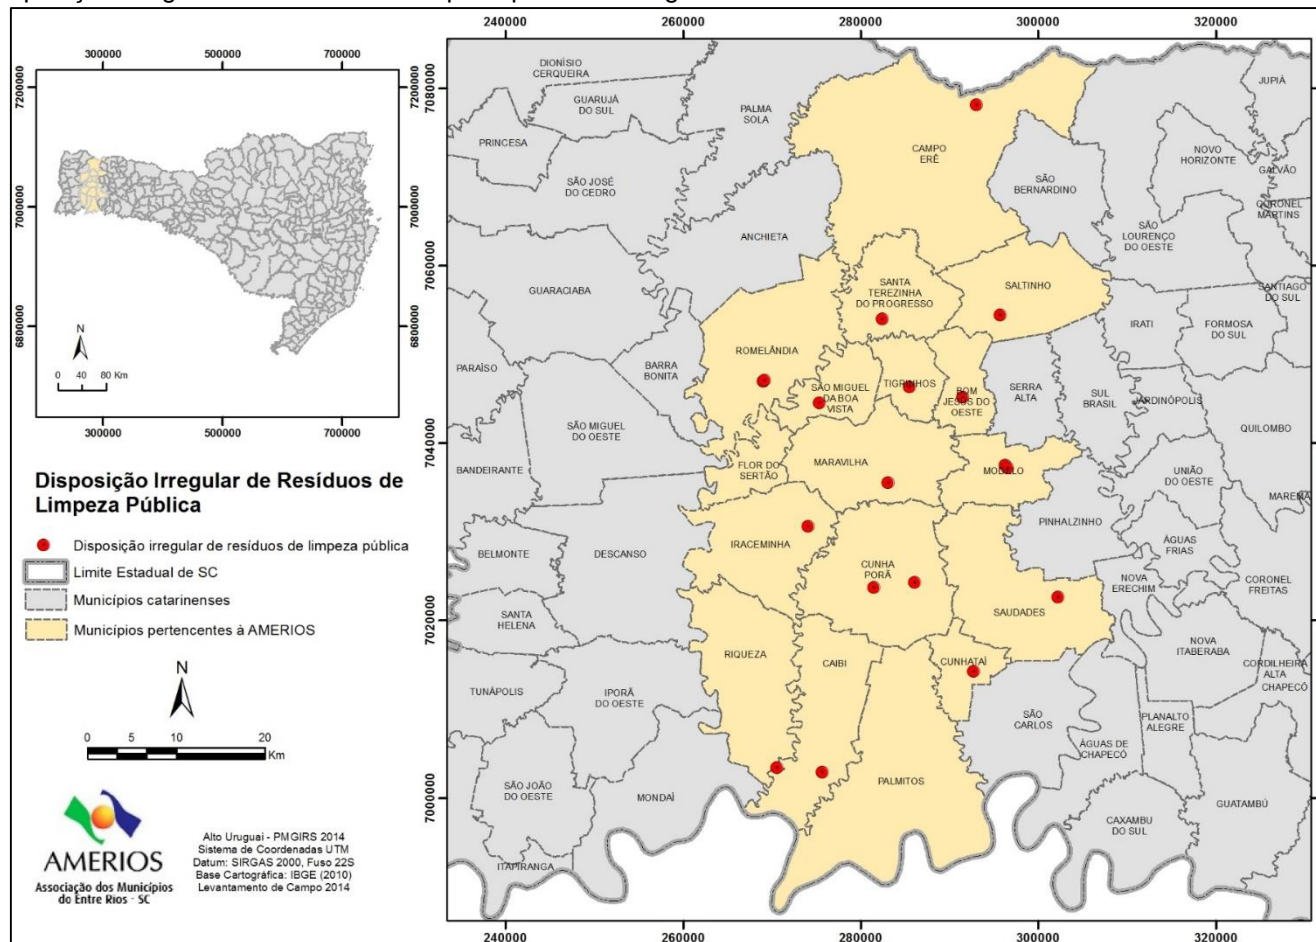 240000
260000
280000
300000
320000
300000
500000
700000
7200000
7000000
6800000
N
0 40 80 Km
300000
500000
700000
7080000
7060000
7040000
7020000
7000000
DIONÍSIO
CERQUEIRA
GUARUJÁ
DO SUL
PRINCESA
PALMA
SOLA
SÃO JOSÉ
DO CEDRO
CAMPO
ERÊ
SÃO
BERNARDINO
NOVO
HORIZONTE
JUPIÁ
GALVÃO
CORONEL
MARTINS
SÃO
LOURENÇO
DO OESTE
ANCHIETA
GUARACIABA
SANTA
TEREZINHA
DO PROGRESSO
SALTINHO
SANTIAGO
DO SUL
IRATI
FORMOSA
DO SUL
PARAÍSO
BARRA
BONITA
ROMELÂNDIA
SÃO MIGUEL
DA BOA
VISTA
TIGRINHOS
BOM
JESUS DO
OESTE
SERRA
ALTA
SUL
BRASIL
JARDINÓPOLIS
QUILOMBO
SÃO MIGUEL
DO OESTE
BANDEIRANTE
FLOR DO
SERTÃO
MARAVILHA
MODELO
UNIÃO
DO OESTE
MAREMA
PINHALZINHO
ÁGUAS
FRIAS
BELMONTE
DESCANSO
IRACEMINHA
CUNHA
PORÃ
SAUDADES
NOVA
ERECHIM
CORONEL
FREITAS
SANTA
HELENA
NOVA
ITABERABA
CORDILHEIRA
ALTA
CHAPECÓ
RIQUEZA
CAIBI
CUNHATAÍ
TUNÁPOLIS
IPORÃ
DO OESTE
SÃO
CARLOS
PLANALTO
ALEGRE
ÁGUAS DE
CHAPECÓ
SÃO JOÃO
DO OESTE
MONDAÍ
PALMITOS
GUATAMBÚ
CAXAMBU
DO SUL
ITAPIRANGA
240000
260000
280000
300000
320000
Disposição Irregular de Resíduos de
Limpeza Pública
Disposição irregular de resíduos de limpeza pública
Limite Estadual de SC
Municípios catarinenses
Municípios pertencentes à AMERIOS
N
0 5 10 20
Km
AMERIOS
Associação dos Municípios
do Entre Rios - SC
Alto Uruguai - PMGIRS 2014
Sistema de Coordenadas UTM
Datum: SIRGAS 2000, Fuso 22S
Base Cartográfica: IBGE (2010)
Levantamento de Campo 2014